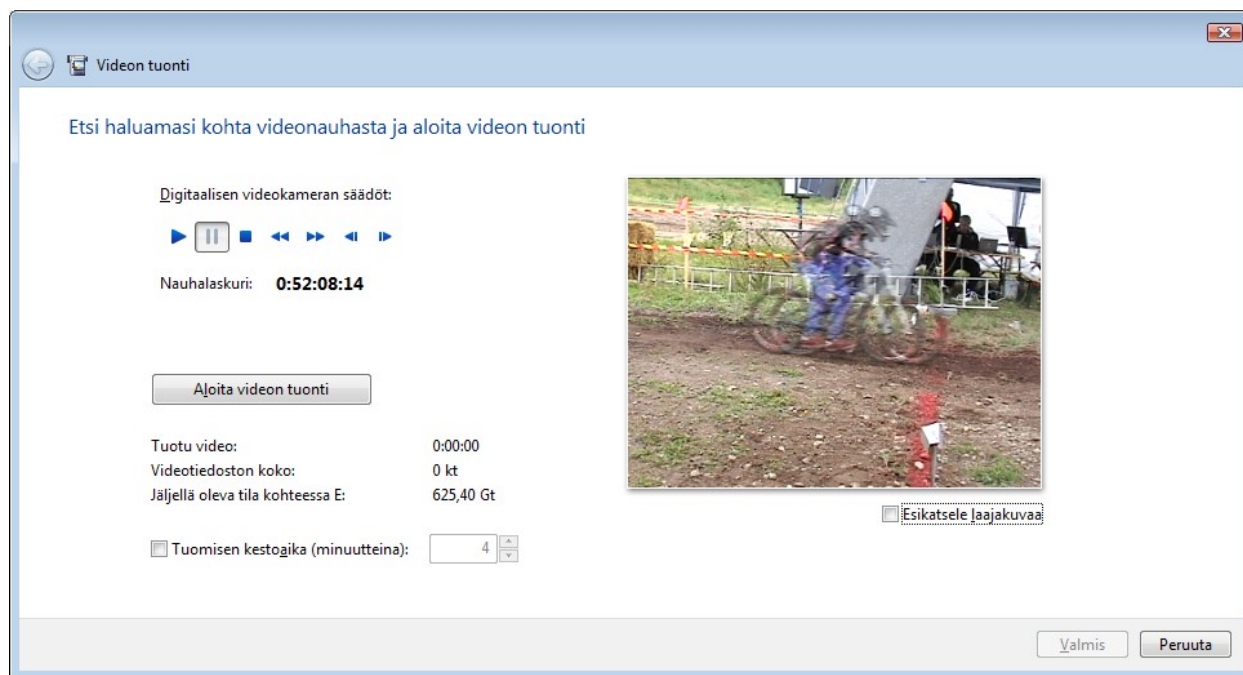 Videon tuonti
Etsi haluamasi kohta videonauhasta ja aloita videon tuonti
Digitaalisen videokameran säädöt:
Nauhalaskuri: 0:52:08:14
Aloita videon tuonti
Tuotu video: 0:00:00
Videotiedoston koko: 0 kt
Jäljellä oleva tila kohteessa E: 625,40 Gt
Esikatsele laajakuvaa
Tuomisen kestoaika (minuutteina): 4
Valmis Peruuta